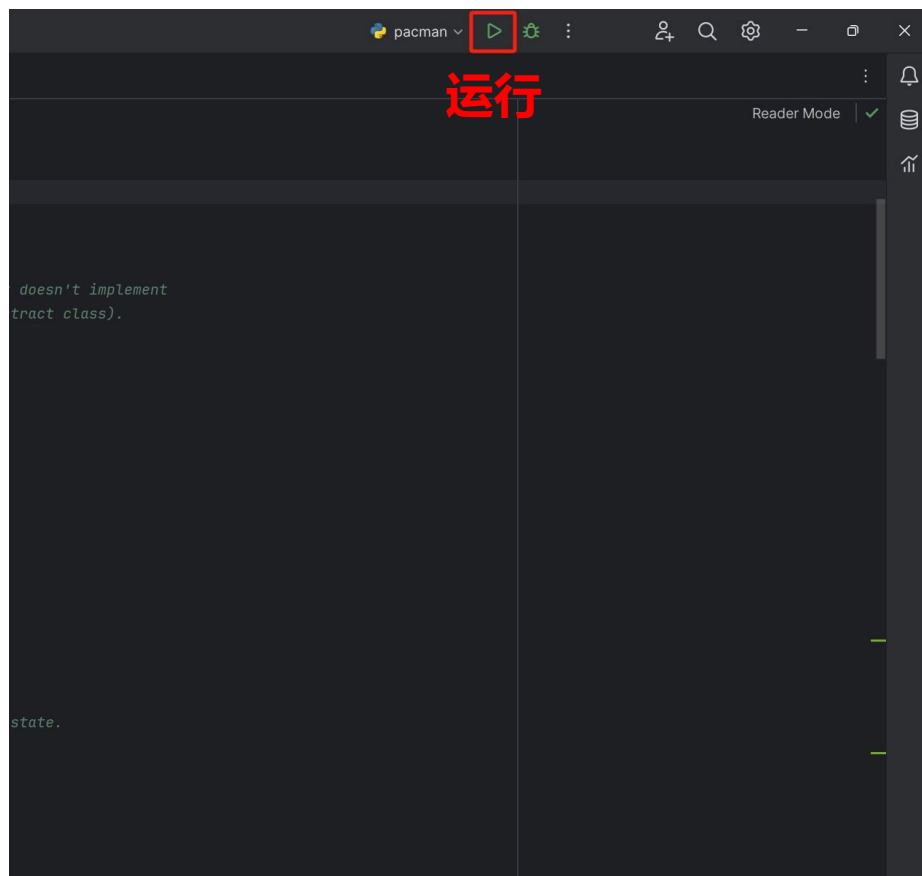 pacman
运行
Reader Mode
doesn't implement
tract class).
state.